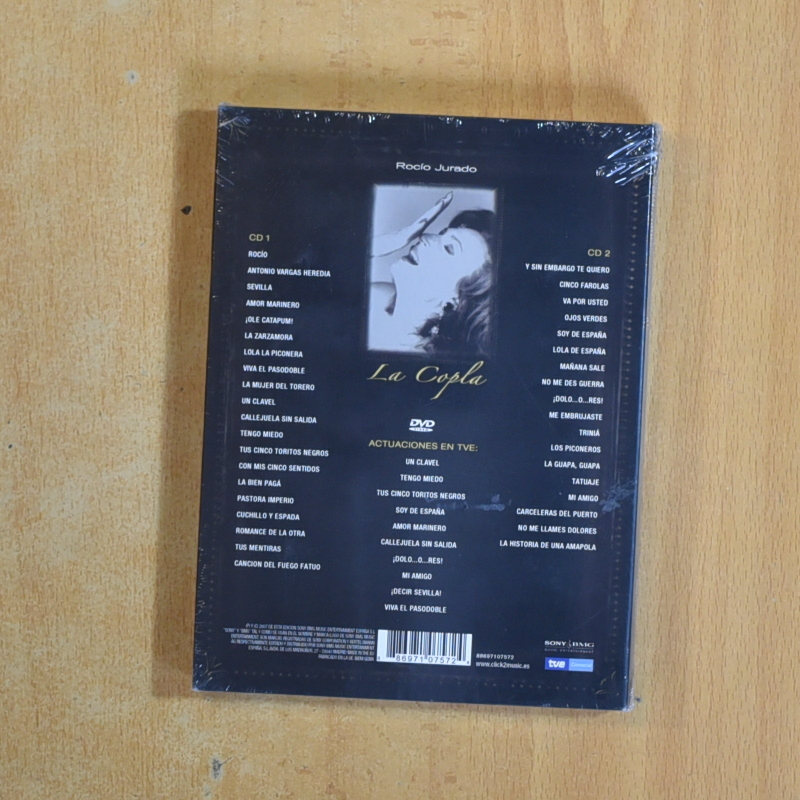 Rocío Jurado
CD 1
ROCÍO
ANTONIO VARGAS HEREDIA
SEVILLA
AMOR MARINERO
¡OLE CATAPUM!
LA ZARZAMORA
LOLA LA PICONERA
VIVA EL PASODOBLE
LA MUJER DEL TORERO
UN CLAVEL
CALLEJUELA SIN SALIDA
TENGO MIEDO
TUS CINCO TORITOS NEGROS
CON MIS CINCO SENTIDOS
LA BIEN PAGÁ
PASTORA IMPERIO
CUCHILLO Y ESPADA
ROMANCE DE LA OTRA
TUS MENTIRAS
CANCION DEL FUEGO FATUO
La Copla
DVD
VIDEO
ACTUACIONES EN TVE:
UN CLAVEL
TENGO MIEDO
TUS CINCO TORITOS NEGROS
SOY DE ESPAÑA
AMOR MARINERO
CALLEJUELA SIN SALIDA
¡DOLO...O...RES!
MI AMIGO
¡DECIR SEVILLA!
VIVA EL PASODOBLE
CD 2
Y SIN EMBARGO TE QUIERO
CINCO FAROLAS
VA POR USTED
OJOS VERDES
SOY DE ESPAÑA
LOLA DE ESPAÑA
MAÑANA SALE
NO ME DES GUERRA
¡DOLO...O...RES!
ME EMBRUJASTE
TRINIÁ
LOS PICONEROS
LA GUAPA, GUAPA
TATUAJE
MI AMIGO
CARCELERAS DEL PUERTO
NO ME LLAMES DOLORES
LA HISTORIA DE UNA AMAPOLA
8 86971 07572
88697107572
www.click2music.es
SONY BMG
MUSIC ENTERTAINMENT
tve